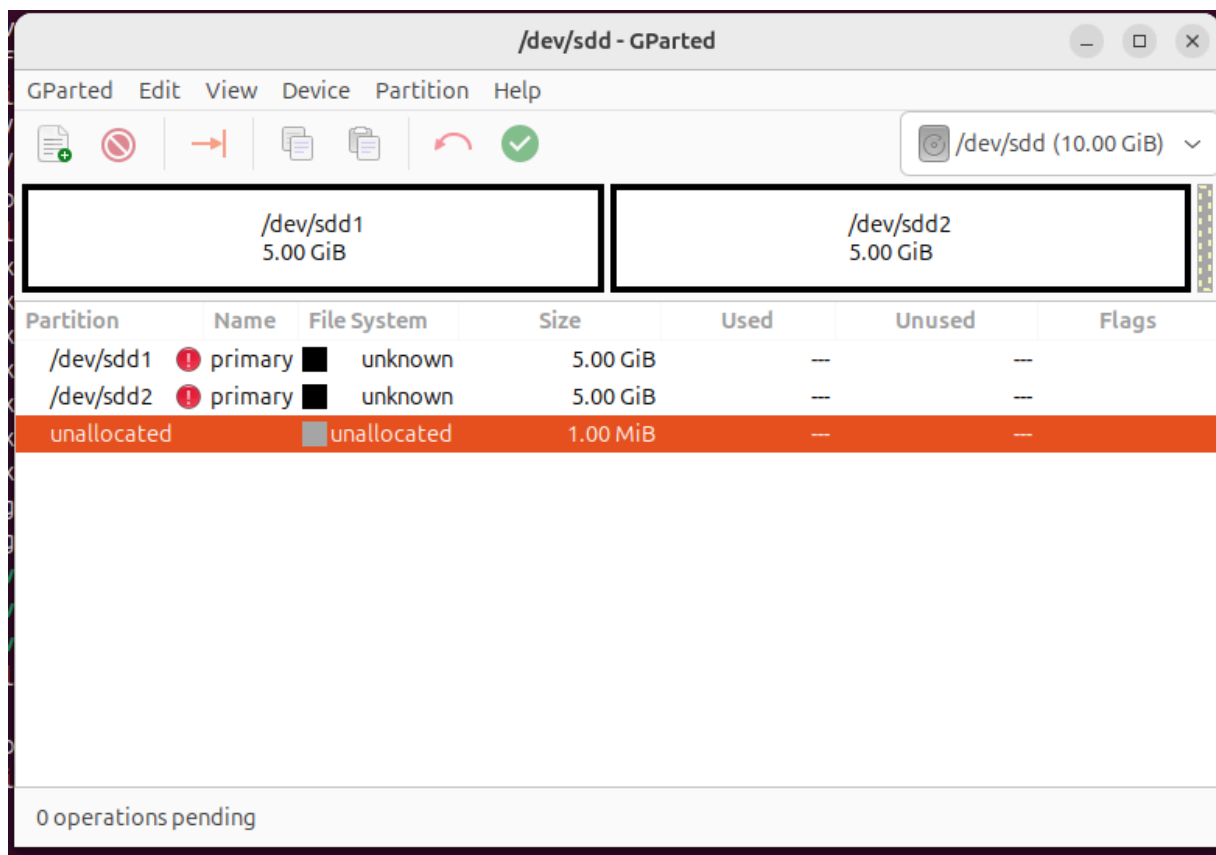 /dev/sdd - GParted
GParted Edit View Device Partition Help
/dev/sdd (10.00 GiB)
/dev/sdd1
5.00 GiB
/dev/sdd2
5.00 GiB
Partition Name File System Size Used Unused Flags
/dev/sdd1 primary unknown 5.00 GiB --- ---
/dev/sdd2 primary unknown 5.00 GiB --- ---
unallocated unallocated 1.00 MiB --- ---
0 operations pending